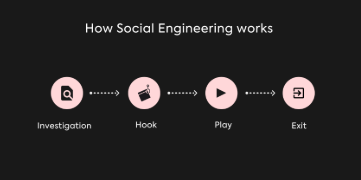 How Social Engineering works
Investigation
Hook
Play
Exit